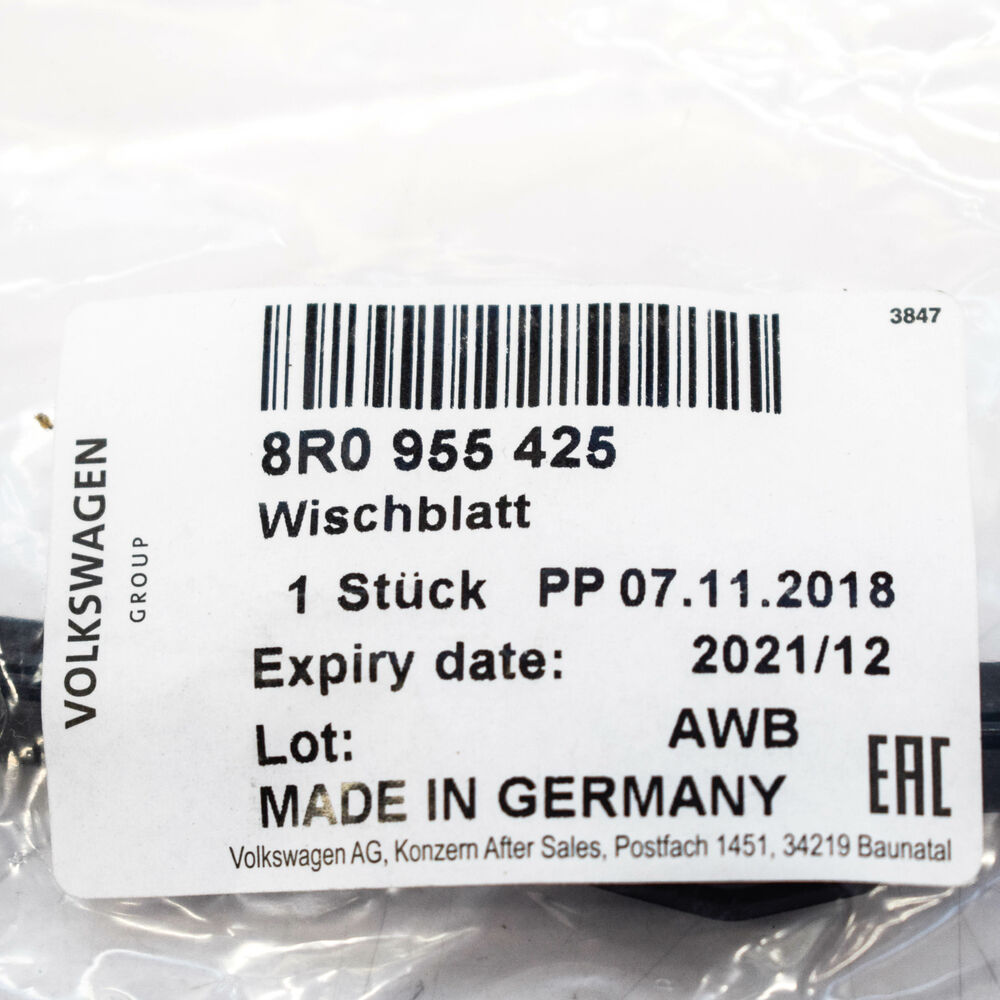 3847
8R0 955 425
Wischblatt
1 Stück PP 07.11.2018
Expiry date: 2021/12
Lot: AWB
MADE IN GERMANY
EAC
Volkswagen AG, Konzern After Sales, Postfach 1451, 34219 Baunatal
VOLKSWAGEN
GROUP